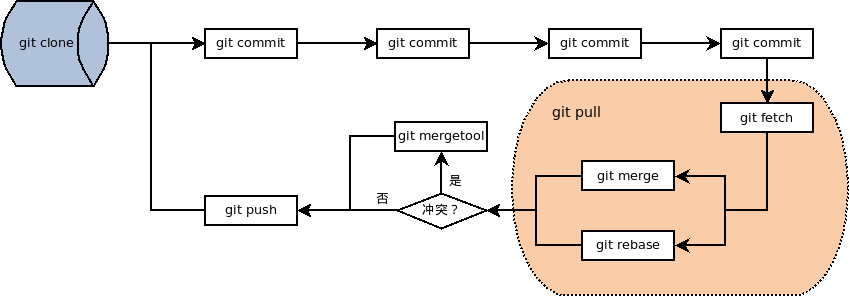 git clone
git commit
git commit
git commit
git commit
git pull
git fetch
git merge
git rebase
冲突？
是
否
git mergetool
git push